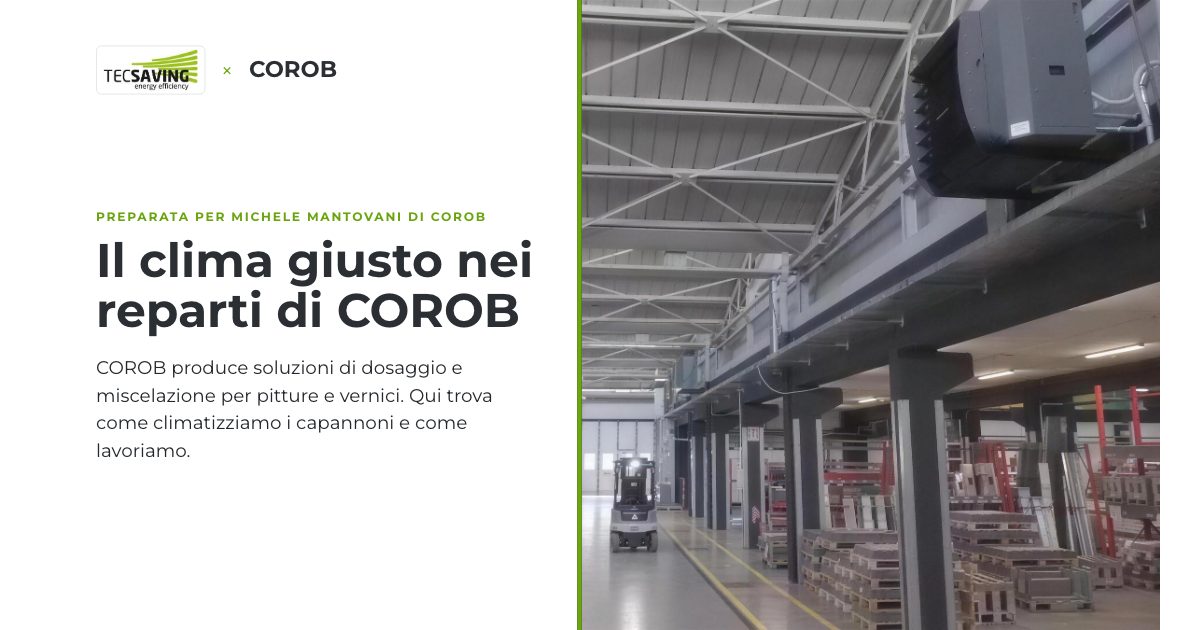 TECSAVING
energy efficiency
× COROB
PREPARATA PER MICHELE MANTOVANI DI COROB
Il clima giusto nei
reparti di COROB
COROB produce soluzioni di dosaggio e
miscelazione per pitture e vernici. Qui trova
come climatizziamo i capannoni e come
lavoriamo.